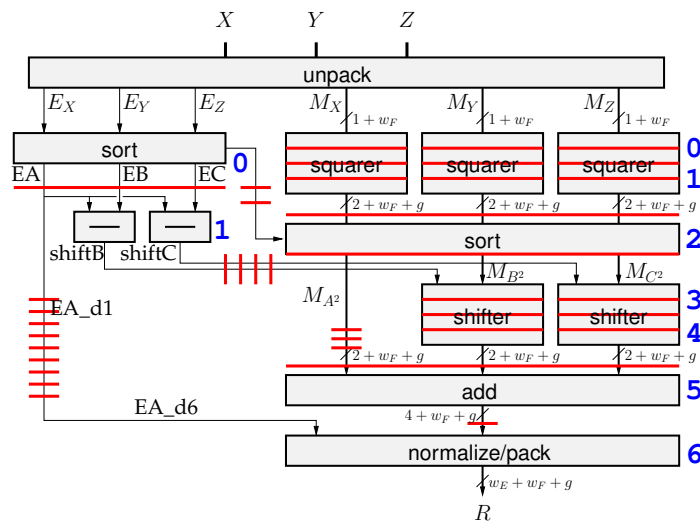 X Y Z
unpack
E_X E_Y E_Z M_X M_Y M_Z
1 + w_F 1 + w_F 1 + w_F
sort 0 squarer squarer squarer 0
EA EB EC 1
2 + w_F + g 2 + w_F + g 2 + w_F + g
1 sort 2
shiftB shiftC
M_{B^2} M_{C^2}
EA_d1 M_{A^2} 3
shifter shifter
4
2 + w_F + g 2 + w_F + g 2 + w_F + g
add 5
EA_d6 4 + w_F + g
normalize/pack 6
w_E + w_F + g
R